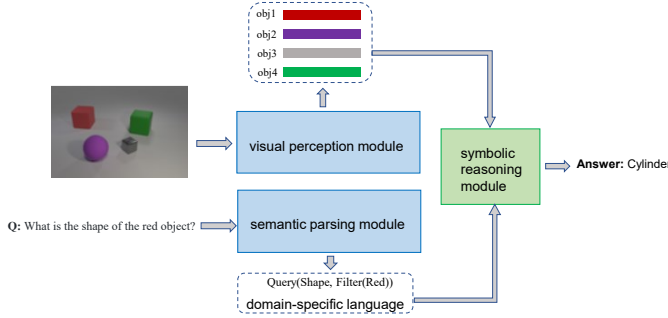 obj1
obj2
obj3
obj4
visual perception module
symbolic
reasoning
module
Answer: Cylinder
Q: What is the shape of the red object?
semantic parsing module
Query(Shape, Filter(Red))
domain-specific language